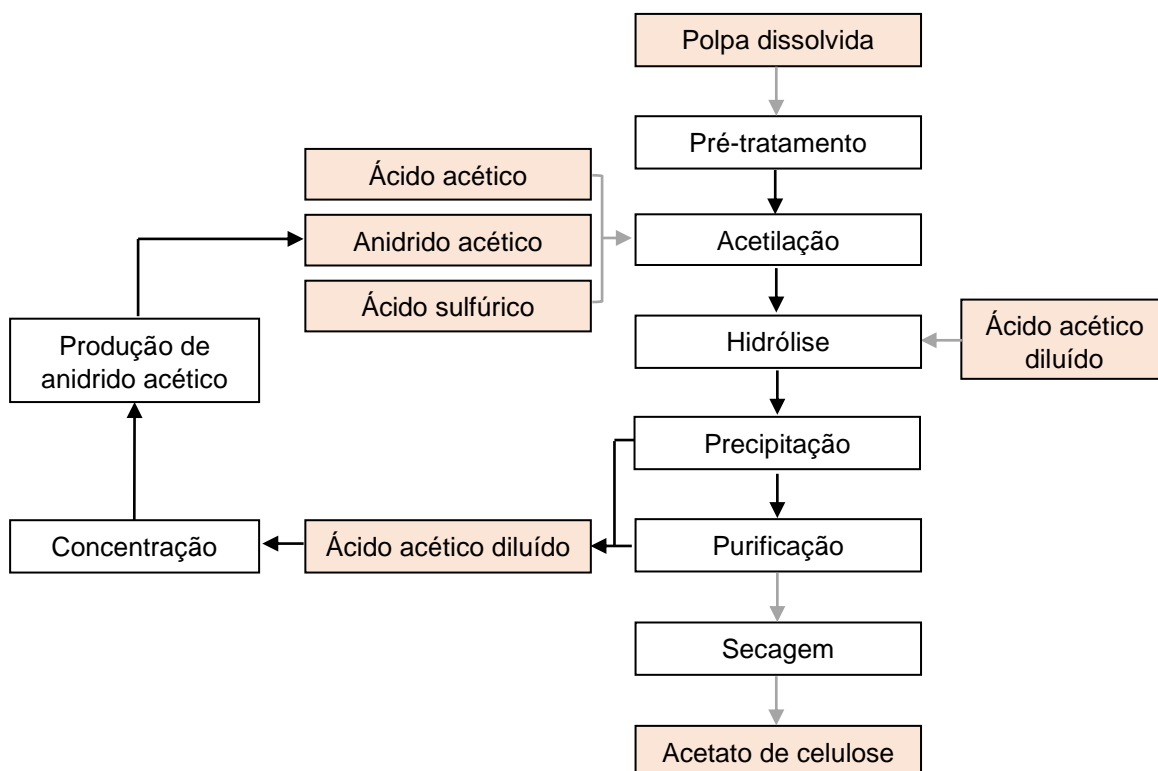 Polpa dissolvida
Pré-tratamento
Ácido acético
Anidrido acético
Acetilação
Ácido sulfúrico
Produção de
anidrido acético
Hidrólise
Ácido acético
diluído
Precipitação
Concentração
Ácido acético diluído
Purificação
Secagem
Acetato de celulose